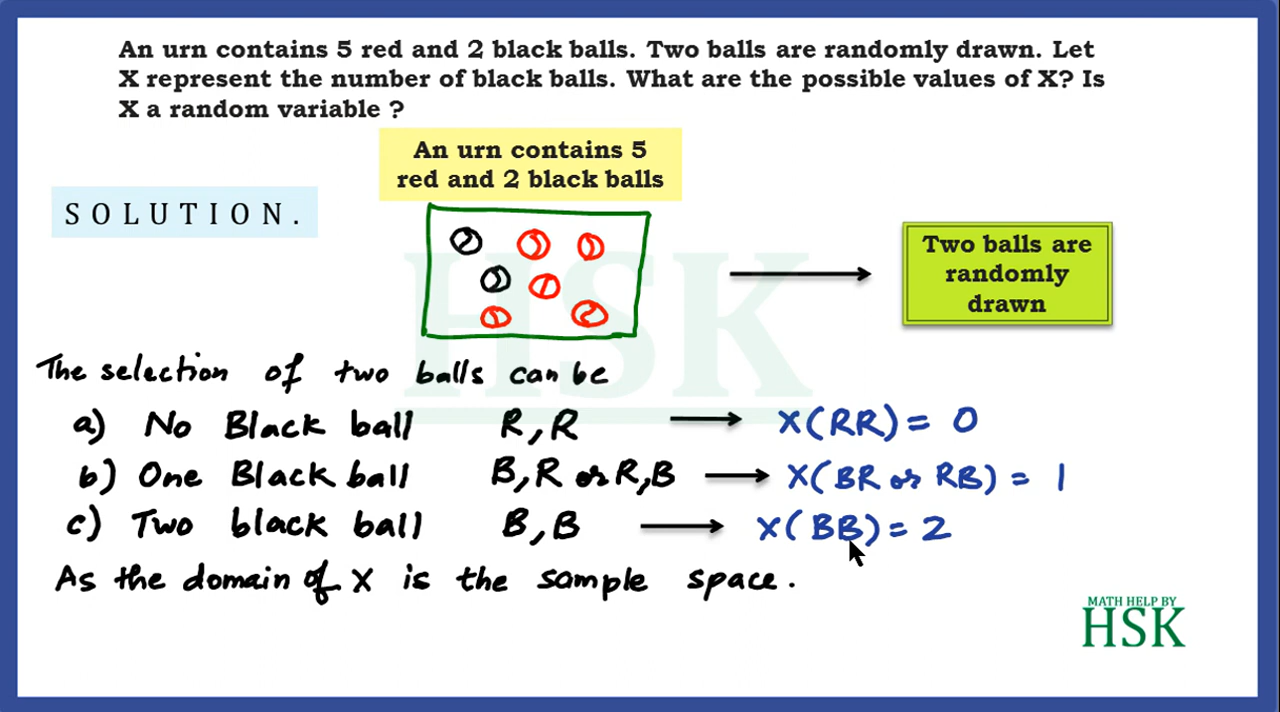 An urn contains 5 red and 2 black balls. Two balls are randomly drawn. Let
X represent the number of black balls. What are the possible values of X? Is
X a random variable ?
An urn contains 5
red and 2 black balls
SOLUTION.
Two balls are
randomly
drawn
HSK
The selection of two balls can be
a) No Black ball R, R → X(RR) = 0
b) One Black ball B, R or R, B → X(BR or RB) = 1
c) Two black ball B, B → X(BB) = 2
As the domain of X is the sample space.
MATH HELP BY
HSK